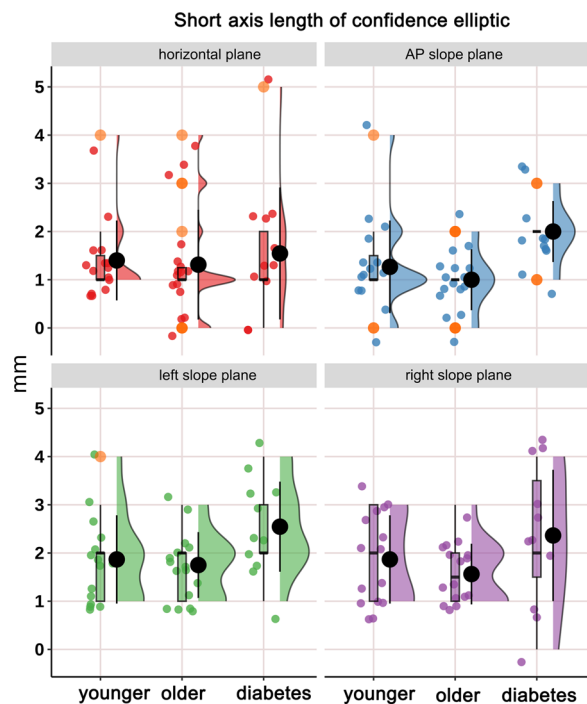 Short axis length of confidence elliptic
horizontal plane
AP slope plane
5
4
3
2
1
0
mm
left slope plane
right slope plane
5
4
3
2
1
0
younger older diabetes
younger older diabetes